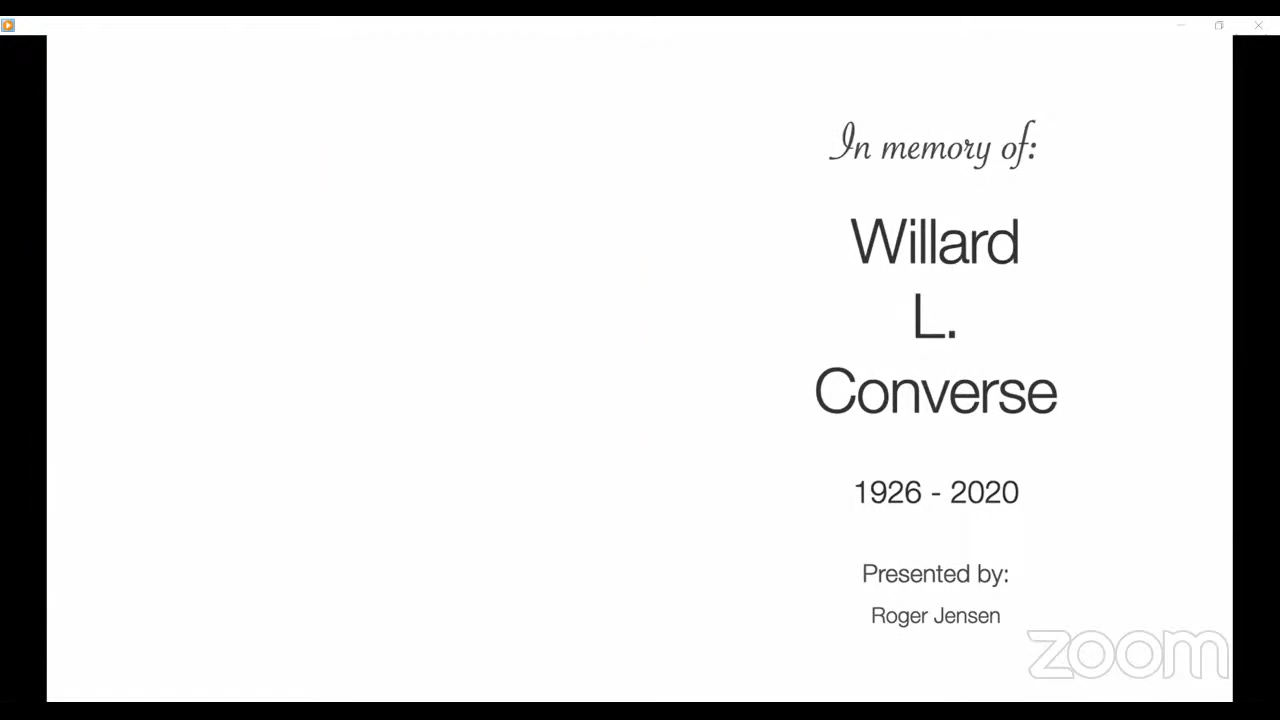 In memory of:
Willard
L.
Converse
1926 - 2020
Presented by:
Roger Jensen
zoom